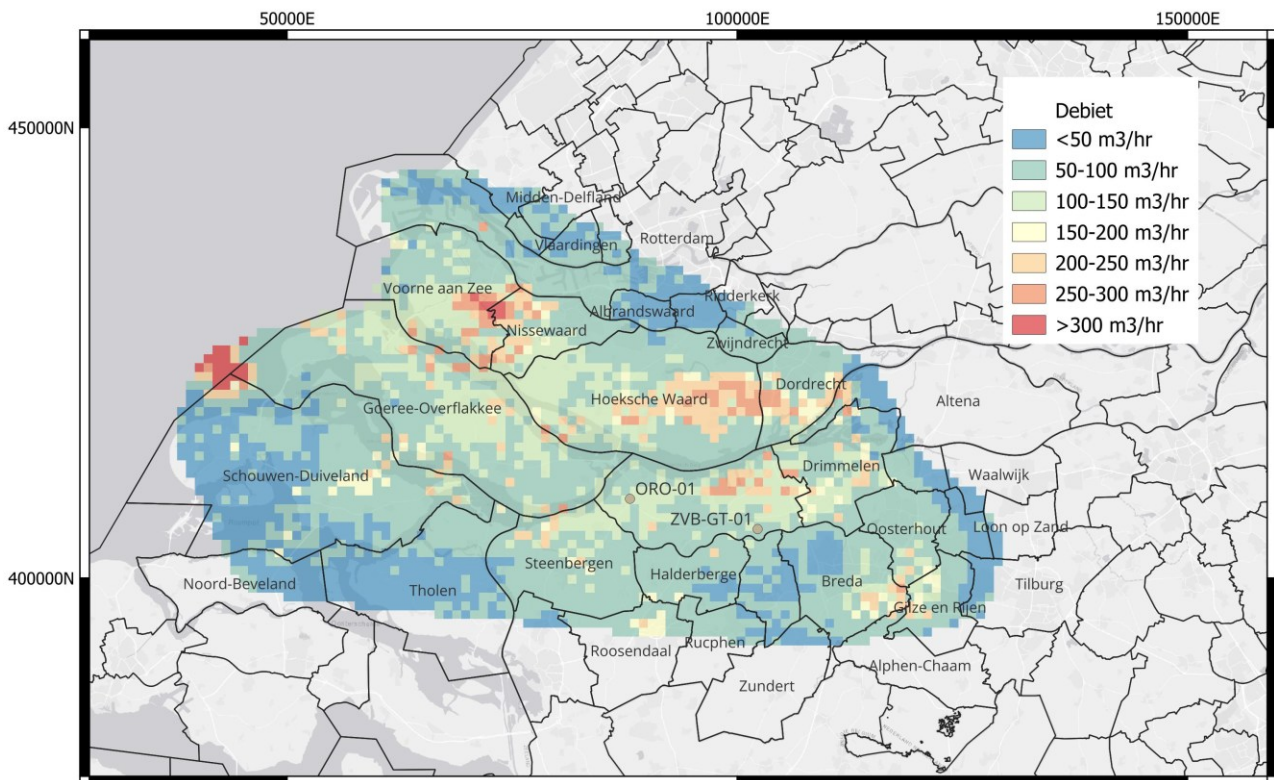 50000E
100000E
150000E
450000N
400000N
Debiet
<50 m3/hr
50-100 m3/hr
100-150 m3/hr
150-200 m3/hr
200-250 m3/hr
250-300 m3/hr
>300 m3/hr
Midden-Delfland
Vlaardingen
Rotterdam
Voorne aan Zee
Ridderkerk
Albrandswaard
Nissewaard
Zwijndrecht
Dordrecht
Hoeksche Waard
Altena
Goeree-Overflakkee
Drimmelen
Waalwijk
Schouwen-Duiveland
ORO-01
ZVB-GT-01
Oosterhout
Loon op Zand
Steenbergen
Halderberge
Breda
Noord-Beveland
Tholen
Tilburg
Gilze en Rijen
Roosendaal
Rucphen
Alphen-Chaam
Zundert